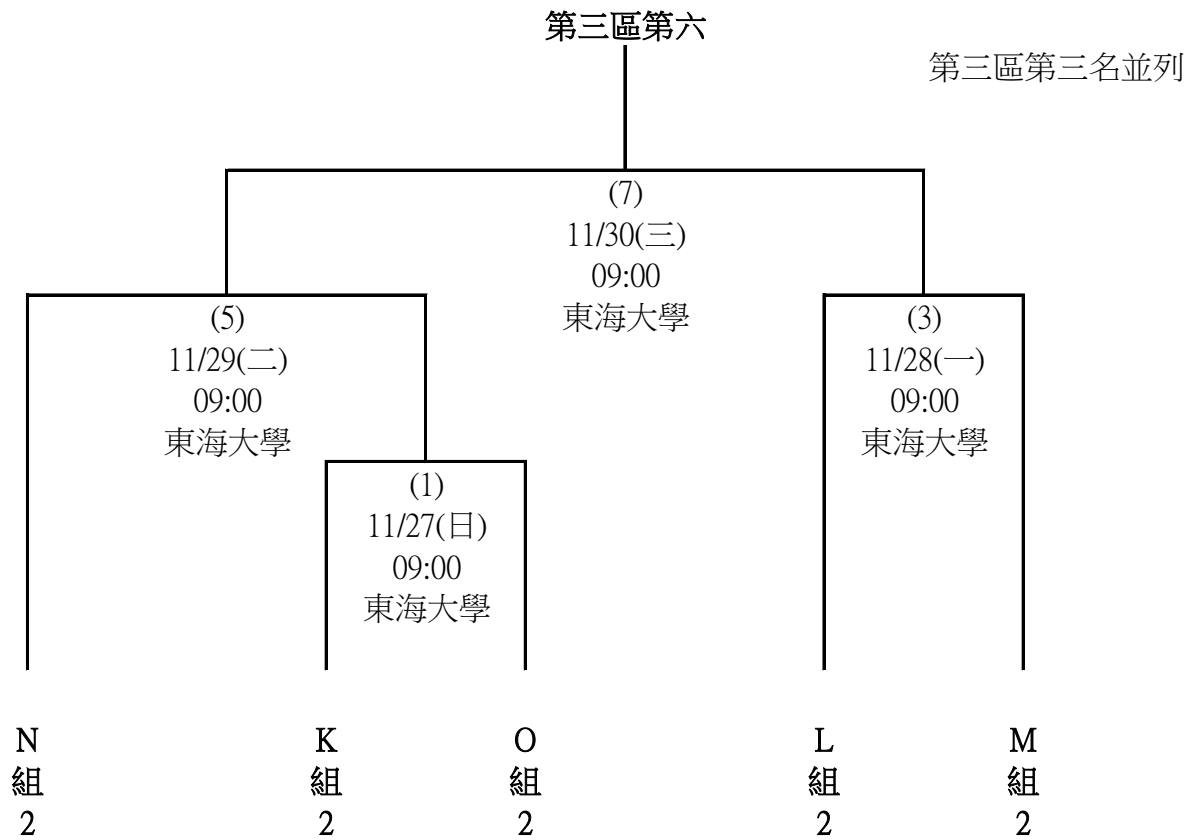 第三區第六
第三區第三名並列
(7)
11/30(三)
09:00
東海大學
(5)
11/29(二)
09:00
東海大學
(3)
11/28(一)
09:00
東海大學
(1)
11/27(日)
09:00
東海大學
N
組
2
K
組
2
O
組
2
L
組
2
M
組
2